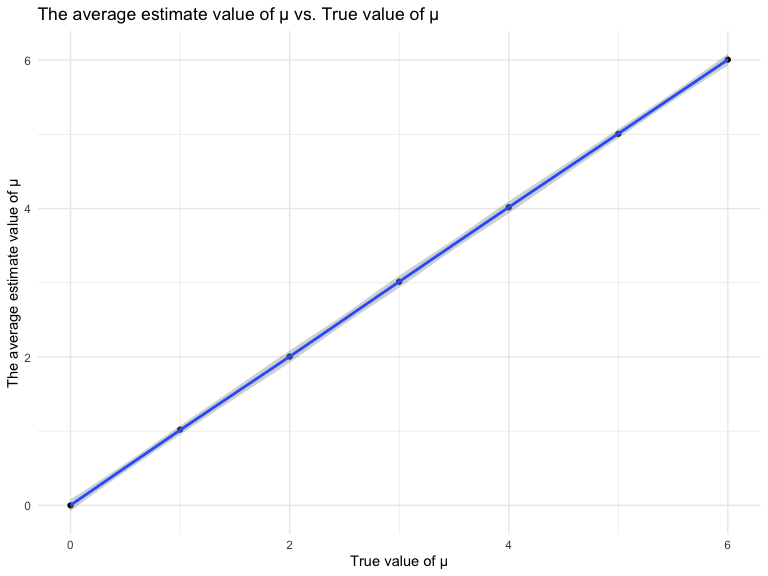 The average estimate value of μ vs. True value of μ
The average estimate value of μ
6
4
2
0
0
2
4
6
True value of μ